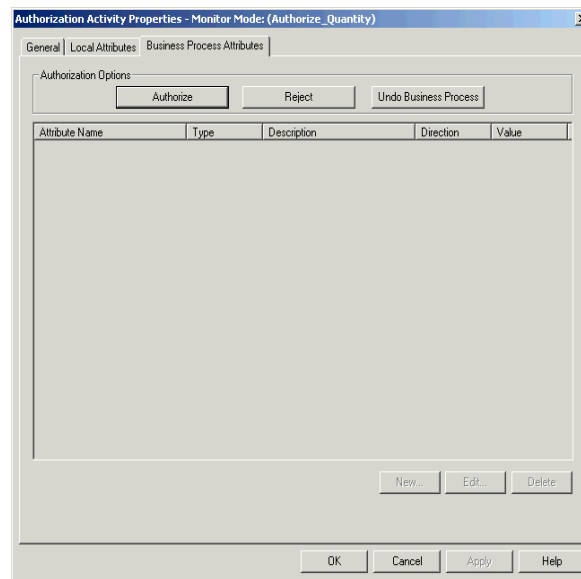 Authorization Activity Properties - Monitor Mode: (Authorize_Quantity)
General Local Attributes Business Process Attributes
Authorization Options
Authorize Reject Undo Business Process
Attribute Name Type Description Direction Value
New... Edit... Delete
OK Cancel Apply Help